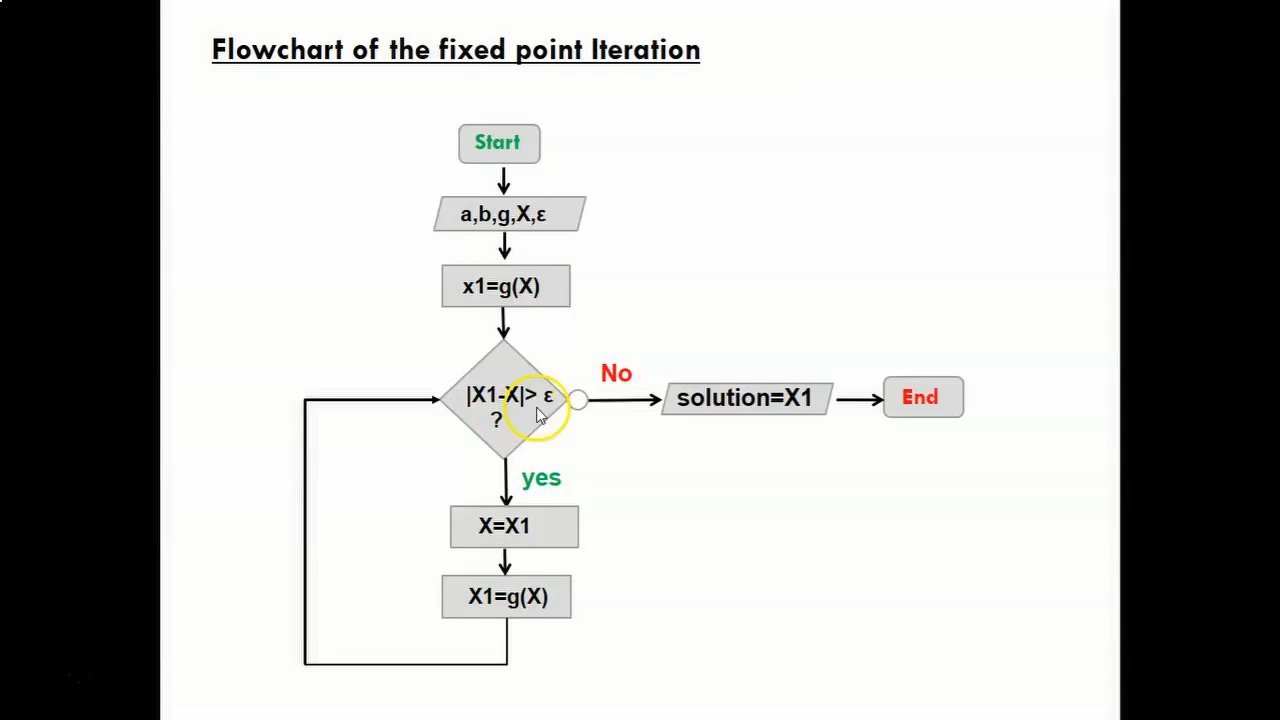 Flowchart of the fixed point Iteration
Start
a,b,g,X,ε
x1=g(X)
|X1-X|> ε
?
No
solution=X1
End
yes
X=X1
X1=g(X)